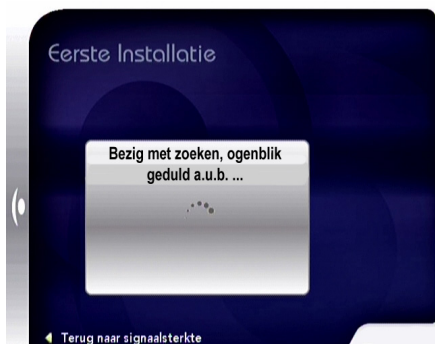 Eerste Installatie
Bezig met zoeken, ogenblik
geduld a.u.b. ...
Terug naar signaalsterkte